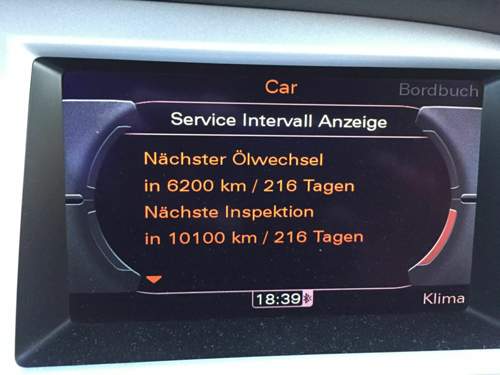 Car
Bordbuch
Service Intervall Anzeige
Nächster Ölwechsel
in 6200 km / 216 Tagen
Nächste Inspektion
in 10100 km / 216 Tagen
18:39
Klima